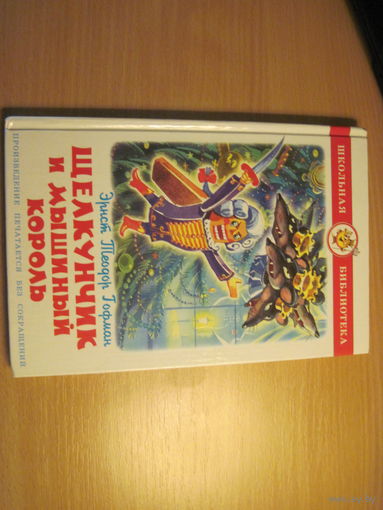 ШКОЛЬНАЯ БИБЛИОТЕКА
Эрнст Теодор Гофман
ЩЕЛКУНЧИК
И МЫШИНЫЙ
КОРОЛЬ
ПРОИЗВЕДЕНИЕ ПЕЧАТАЕТСЯ БЕЗ СОКРАЩЕНИЙ